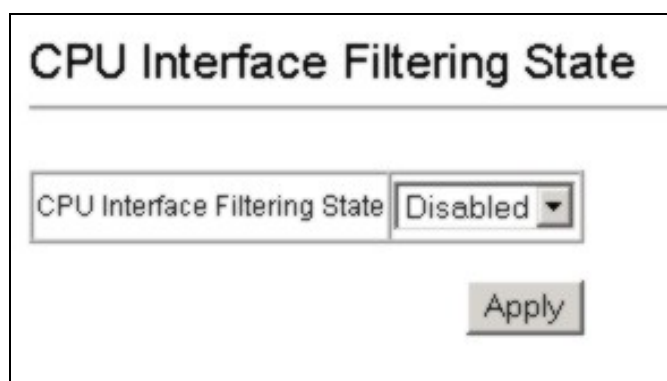 CPU Interface Filtering State
CPU Interface Filtering State Disabled
Apply